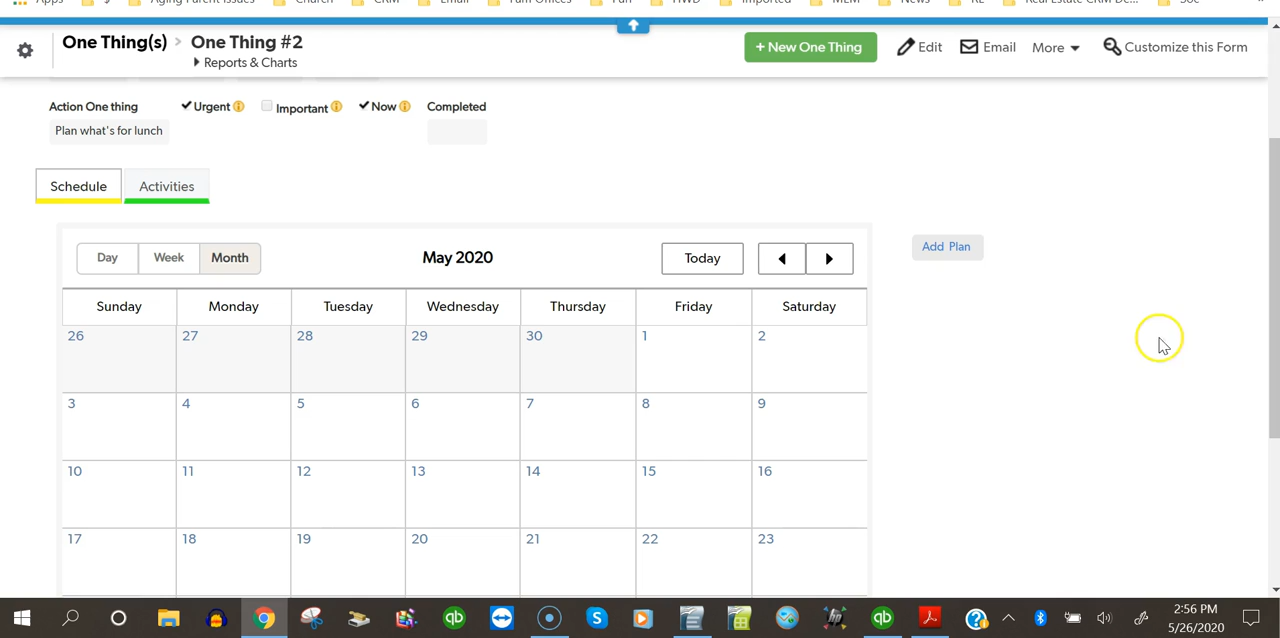 Apps $ Aging Parent Issues Church CRM Email Fam Offices Fun HWD Imported MLM News RE Real Estate CRM De... Soc
One Thing(s) > One Thing #2
Reports & Charts
+ New One Thing
Edit
Email
More
Customize this Form
Action One thing
Urgent
Important
Now
Completed
Plan what's for lunch
Schedule
Activities
Day Week Month
May 2020
Today
Add Plan
Sunday Monday Tuesday Wednesday Thursday Friday Saturday
26 27 28 29 30 1 2
3 4 5 6 7 8 9
10 11 12 13 14 15 16
17 18 19 20 21 22 23
2:56 PM
5/26/2020